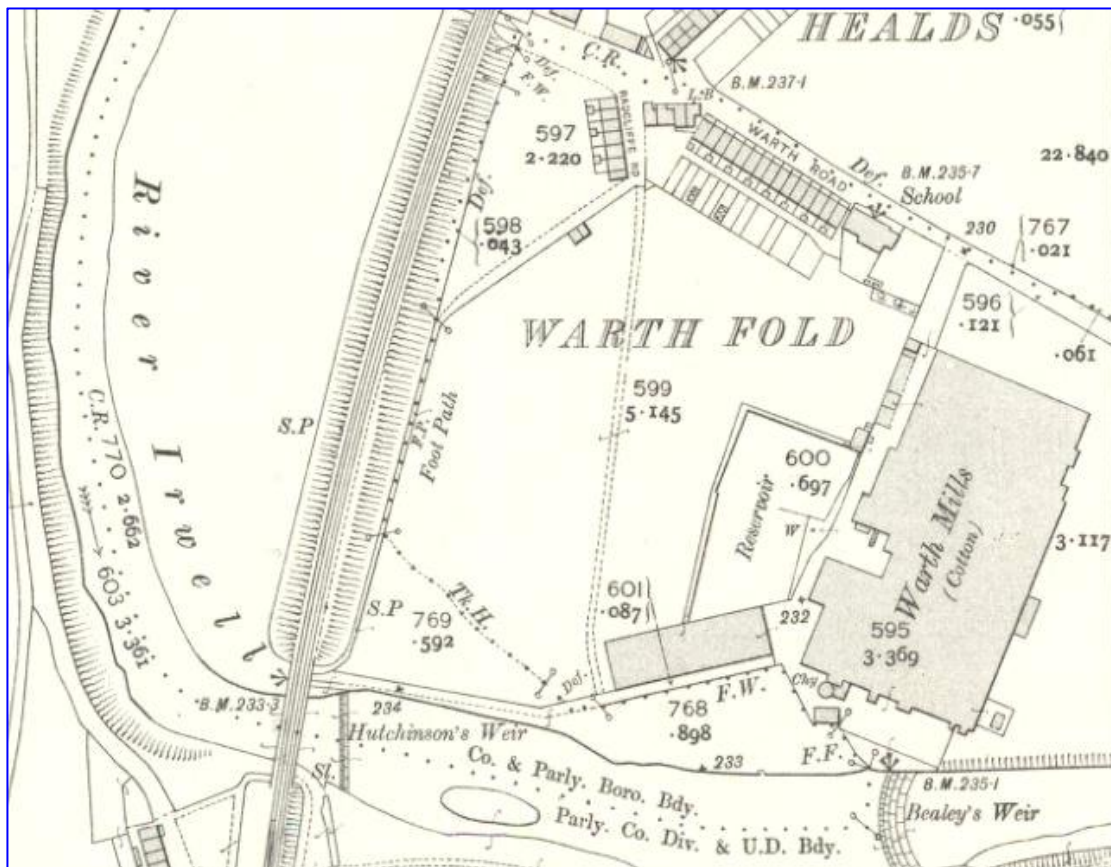 HEALDS
.055
C.R.
Def.
F.W.
L.B
B.M.237.1
RADCLIFFE RD
597
2.220
WARTH ROAD
Def.
B.M.235.7
School
22.840
Def.
598
.043
230
767
.021
596
.121
.061
River Irwell
WARTH FOLD
599
5.145
S.P
F.P.
Foot Path
C.R. 770
2.662
603
3.361
600
.697
Reservoir
W
Warth Mills
(Cotton)
3.117
601
.087
Tk.H.
S.P
769
.592
232
595
3.369
Def.
F.W.
Chy
768
.898
B.M.233.3
234
Hutchinson's Weir
233
F.F.
Sl.
Co. & Parly. Boro. Bdy.
Parly. Co. Div. & U.D. Bdy.
B.M.235.1
Bealey's Weir